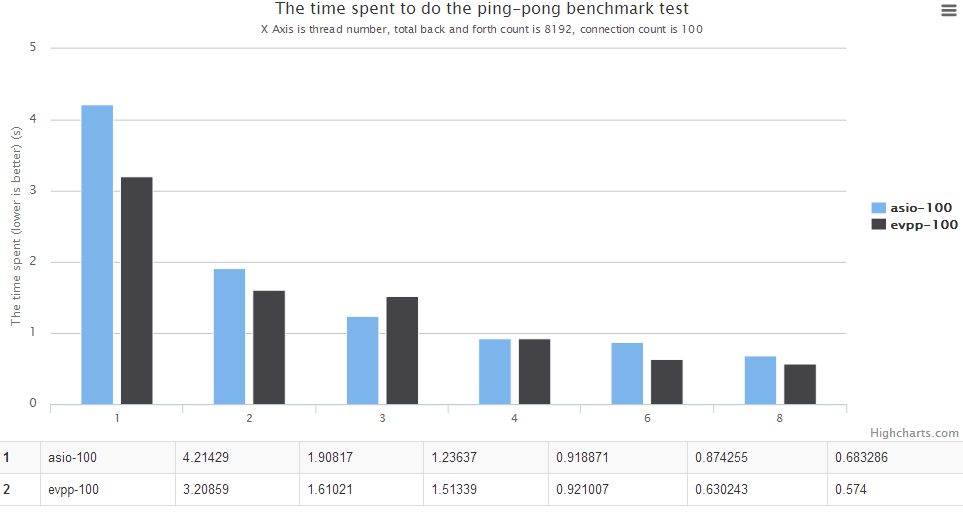 The time spent to do the ping-pong benchmark test
X Axis is thread number, total back and forth count is 8192, connection count is 100
The time spent (lower is better) (s)
5
4
3
2
1
0
1 2 3 4 6 8
asio-100
evpp-100
Highcharts.com
1 asio-100 4.21429 1.90817 1.23637 0.918871 0.874255 0.683286
2 evpp-100 3.20859 1.61021 1.51339 0.921007 0.630243 0.574